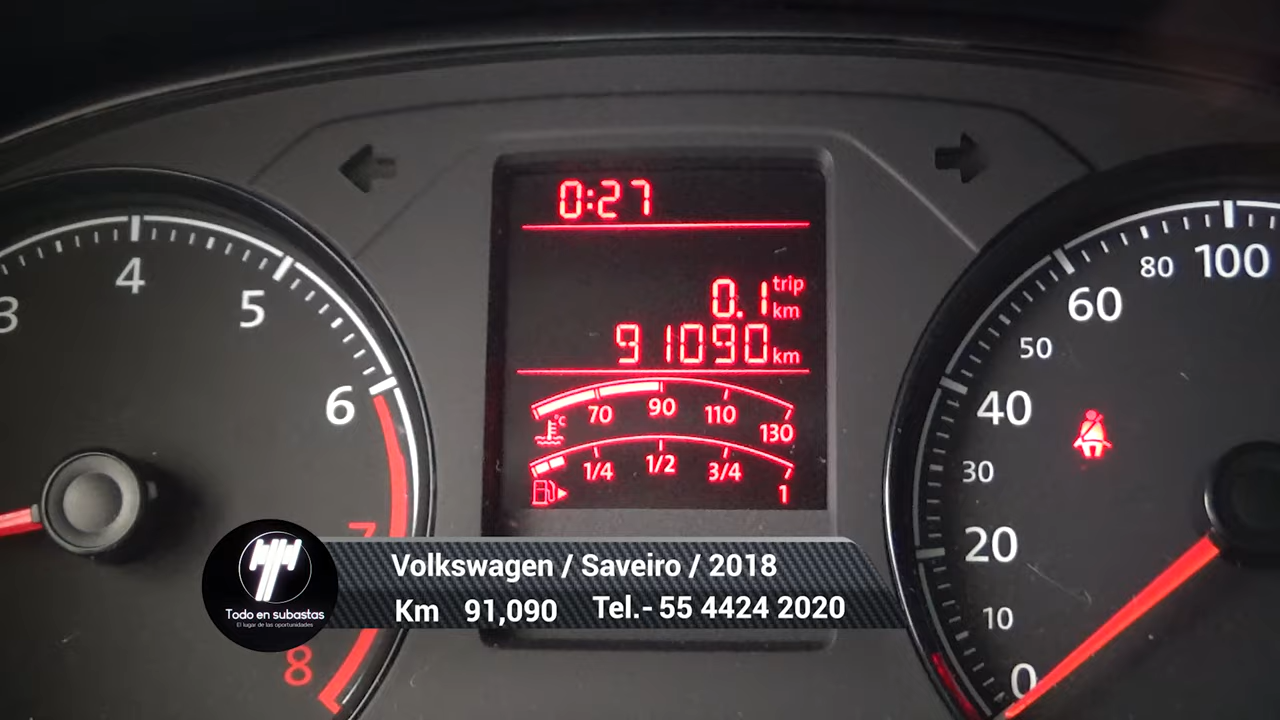 0:27
0.1 trip km
91090 km
70 90 110 130
°C
1/4 1/2 3/4 1
3 4 5 6 7 8
0 10 20 30 40 50 60 80 100
Volkswagen / Saveiro / 2018
Km 91,090 Tel.- 55 4424 2020
Todo en subastas
El lugar de las oportunidades